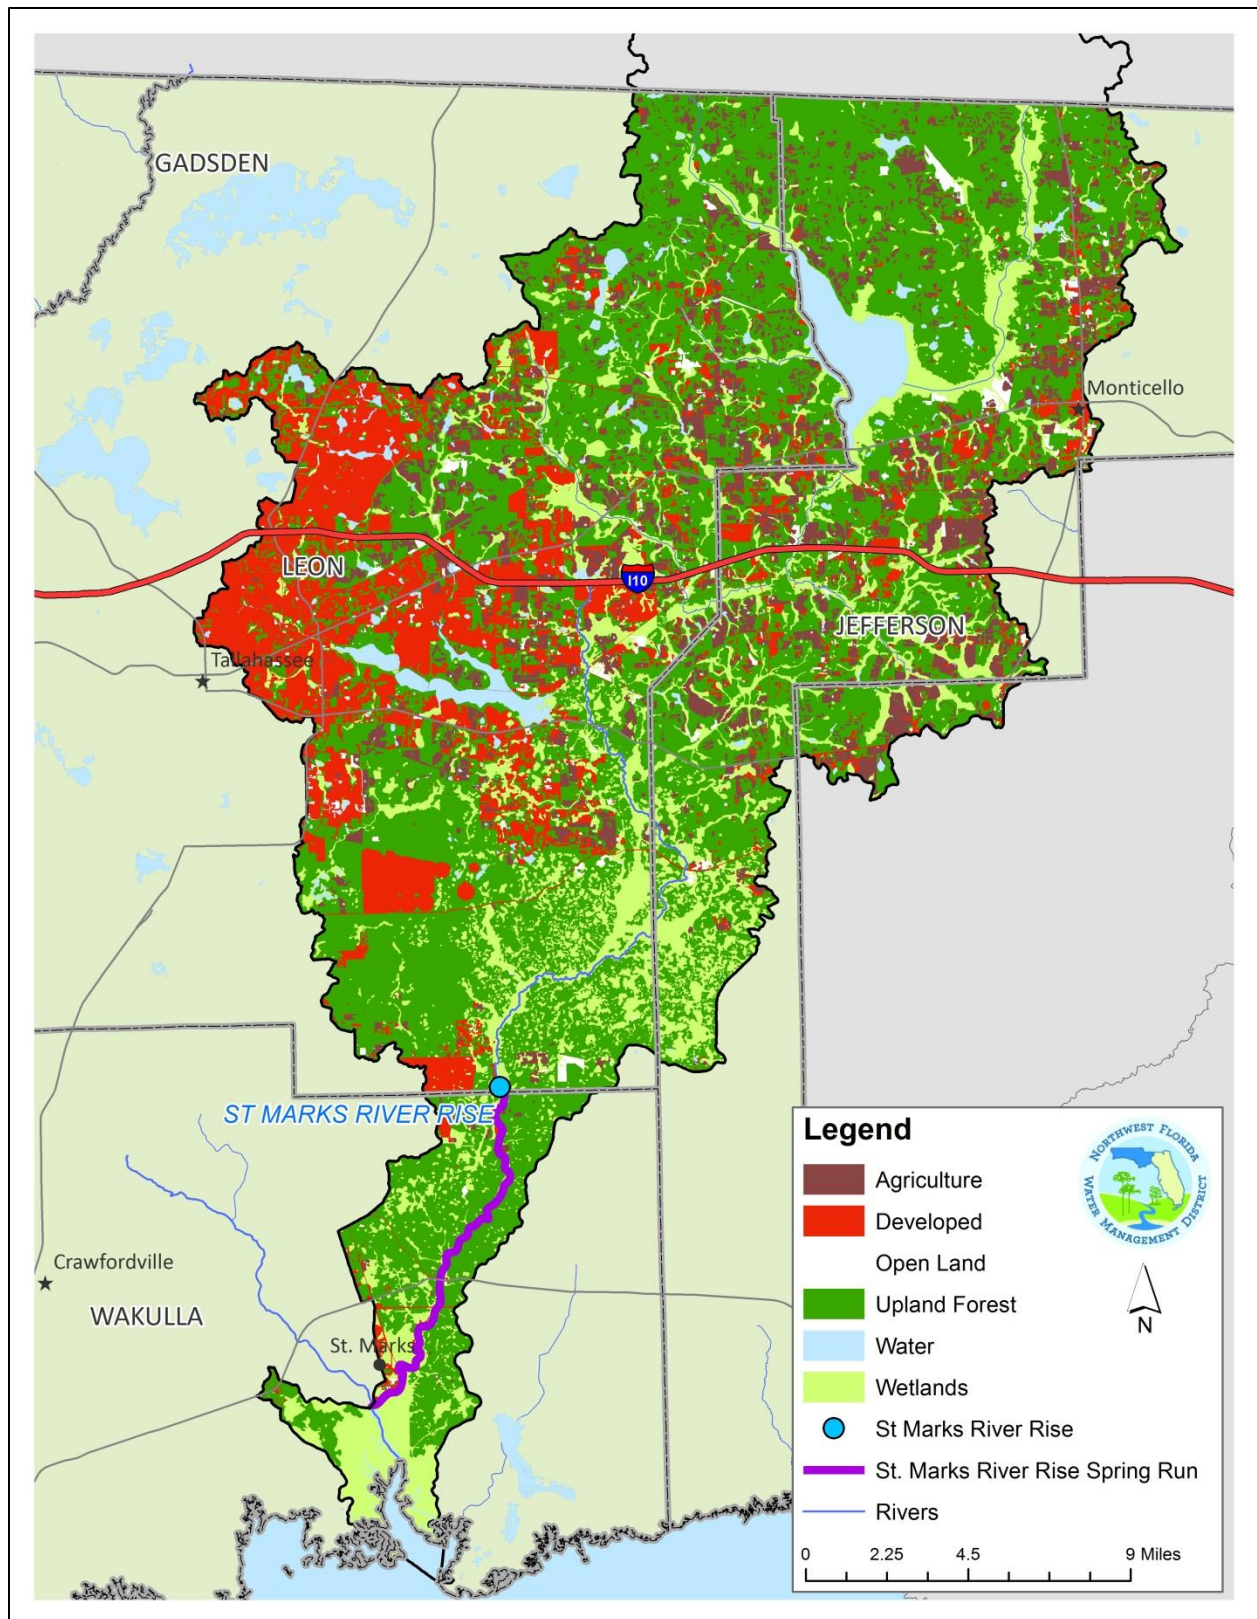 GADSDEN
Monticello
LEON
I10
JEFFERSON
Tallahassee
ST MARKS RIVER RISE
Crawfordville
WAKULLA
St. Marks
Legend
Agriculture
Developed
Open Land
Upland Forest
Water
Wetlands
St Marks River Rise
St. Marks River Rise Spring Run
Rivers
NORTHWEST FLORIDA
WATER MANAGEMENT DISTRICT
N
0 2.25 4.5 9 Miles